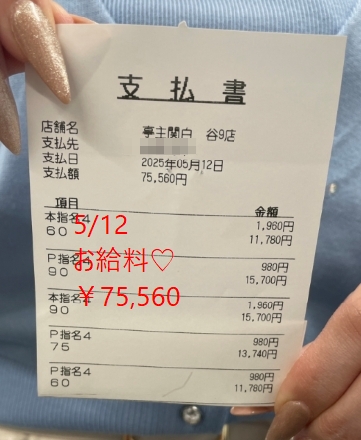 支払書
店舗名 亭主関白 谷9店
支払先
支払日 2025年05月12日
支払額 75,560円
項目 金額
本指名4 1,960円
60 11,780円
P指名4 980円
90 15,700円
本指名4 1,960円
90 15,700円
P指名4 980円
75 13,740円
P指名4 980円
60 11,780円
5/12
お給料♡
￥75,560